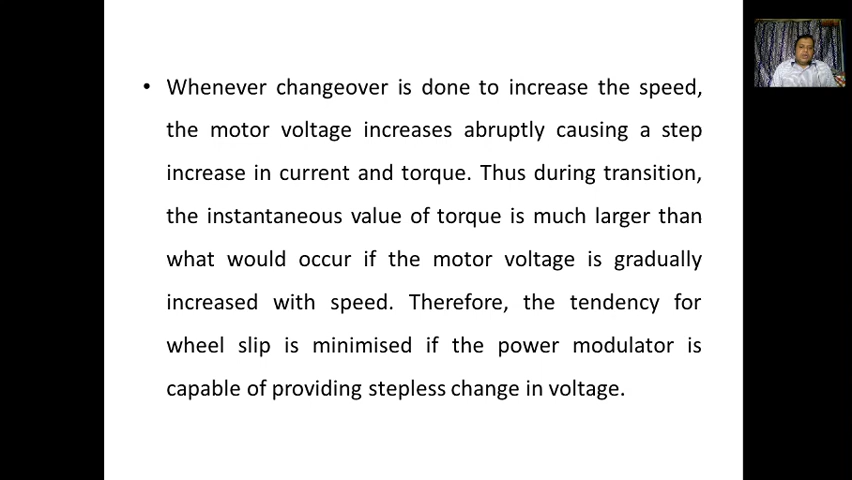 • Whenever changeover is done to increase the speed,
the motor voltage increases abruptly causing a step
increase in current and torque. Thus during transition,
the instantaneous value of torque is much larger than
what would occur if the motor voltage is gradually
increased with speed. Therefore, the tendency for
wheel slip is minimised if the power modulator is
capable of providing stepless change in voltage.